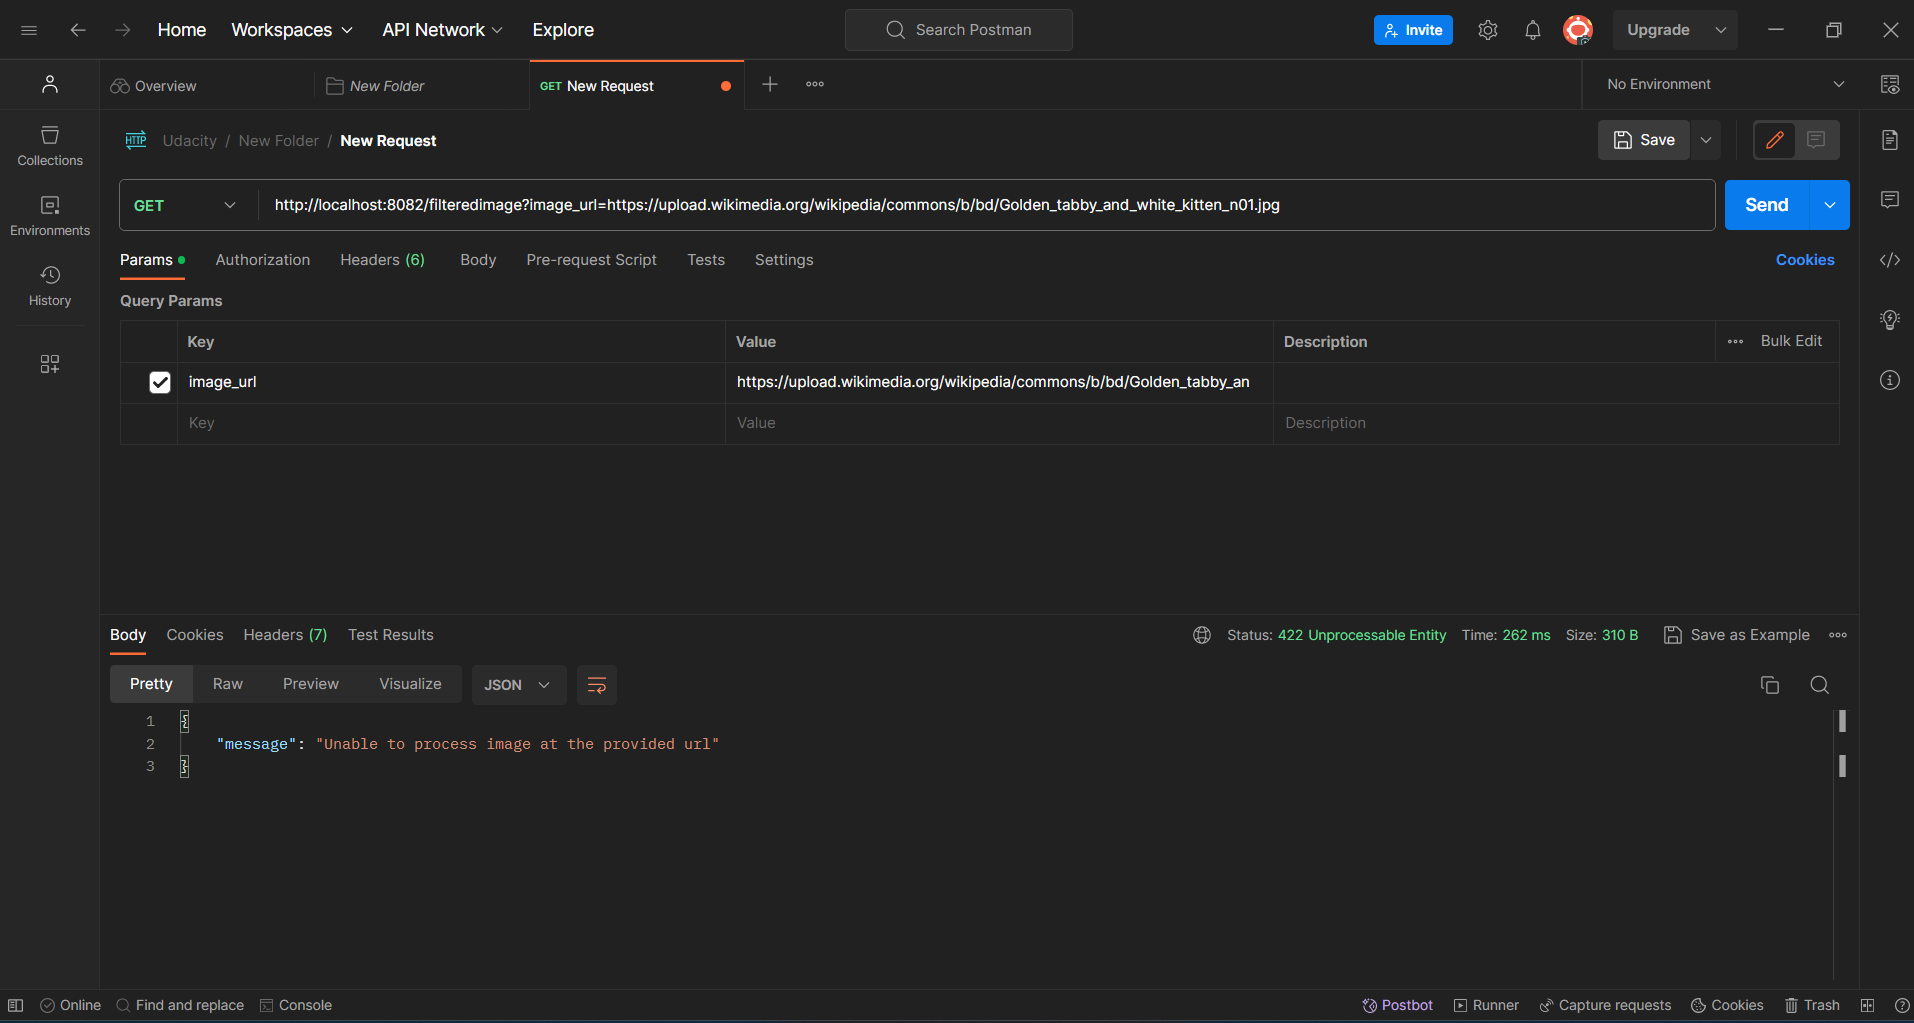 Home Workspaces API Network Explore Search Postman Invite Upgrade
Overview New Folder GET New Request No Environment
HTTP Udacity / New Folder / New Request Save
Collections
Environments
History
GET http://localhost:8082/filteredimage?image_url=https://upload.wikimedia.org/wikipedia/commons/b/bd/Golden_tabby_and_white_kitten_n01.jpg Send
Params Authorization Headers (6) Body Pre-request Script Tests Settings Cookies
Query Params
Key Value Description Bulk Edit
image_url https://upload.wikimedia.org/wikipedia/commons/b/bd/Golden_tabby_an
Key Value Description
Body Cookies Headers (7) Test Results Status: 422 Unprocessable Entity Time: 262 ms Size: 310 B Save as Example
Pretty Raw Preview Visualize JSON
1 {
2 "message": "Unable to process image at the provided url"
3 }
Online Find and replace Console Postbot Runner Capture requests Cookies Trash